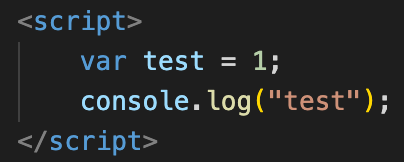 <script>
    var test = 1;
    console.log("test");
</script>